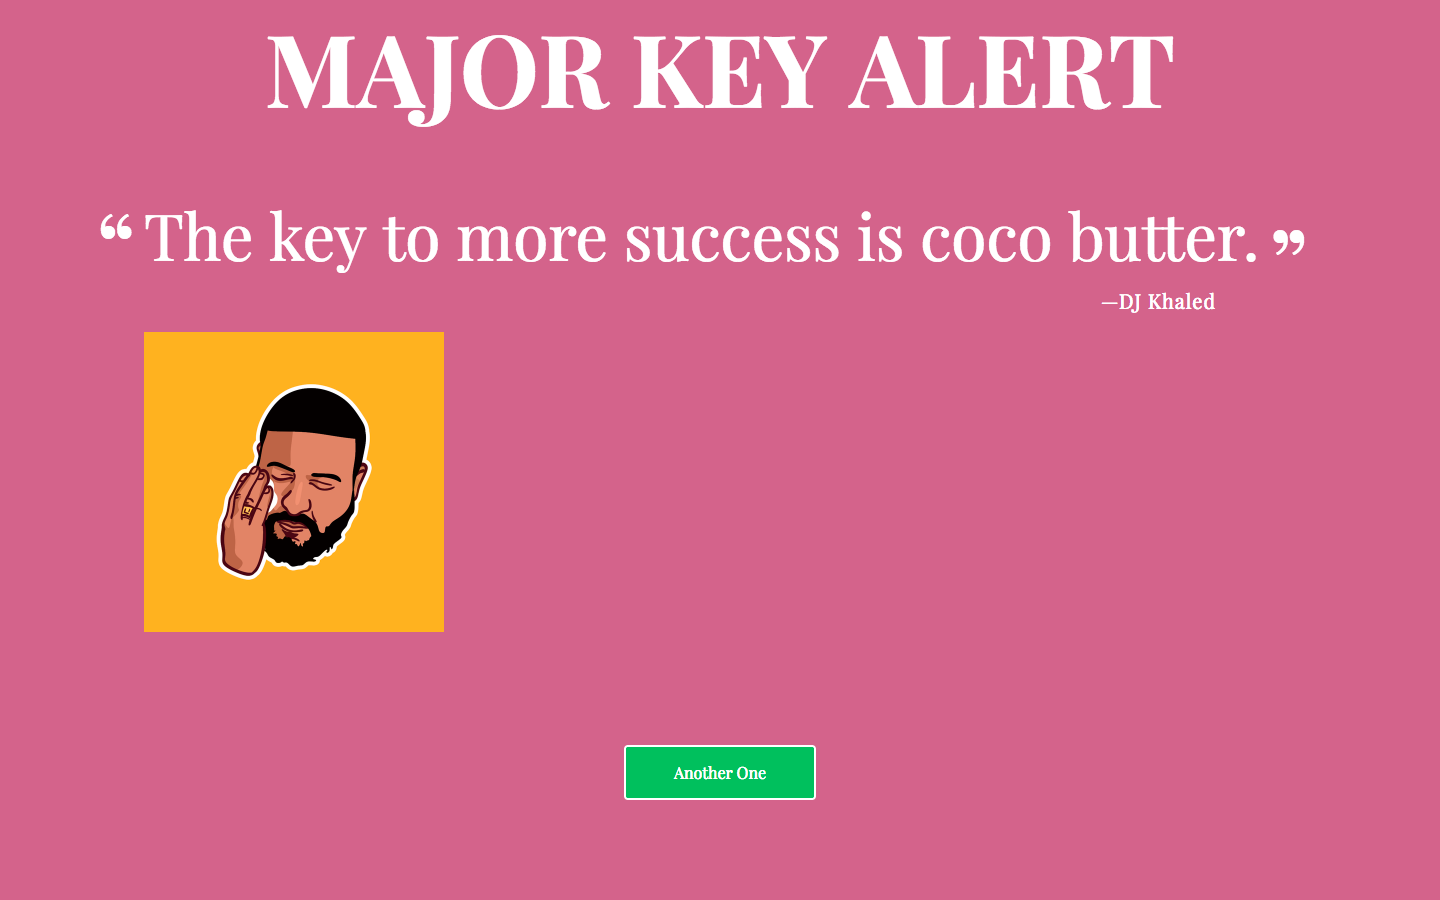 MAJOR KEY ALERT
“ The key to more success is coco butter. ”
—DJ Khaled
Another One